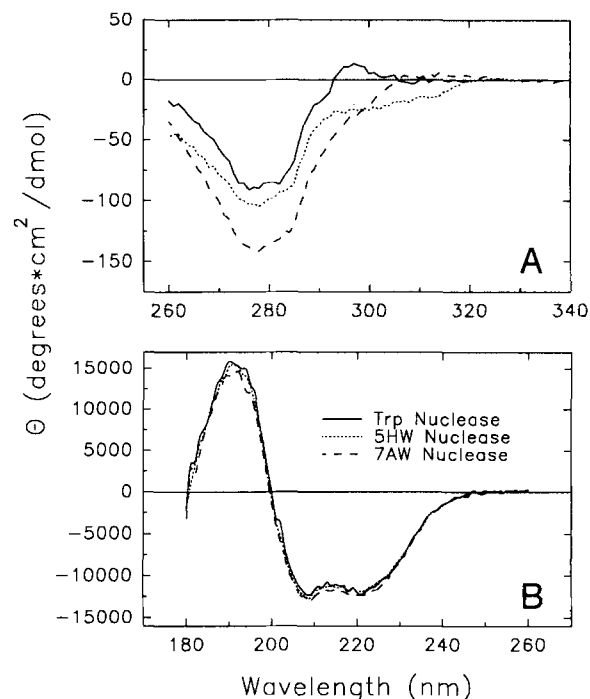 50
0
−50
−100
−150
260 280 300 320 340
A
Θ (degrees*cm² /dmol)
15000
10000
5000
0
−5000
−10000
−15000
Trp Nuclease
5HW Nuclease
7AW Nuclease
B
180 200 220 240 260
Wavelength (nm)